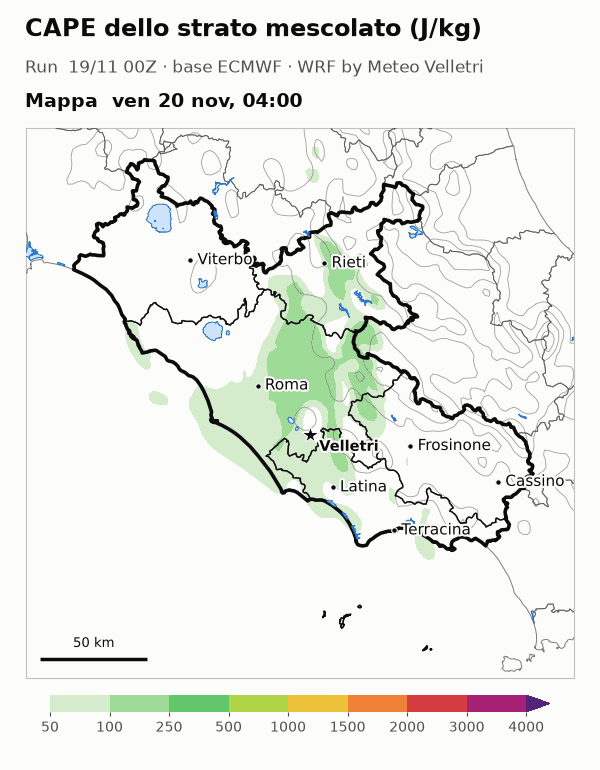 CAPE dello strato mescolato (J/kg)
Run  19/11 00Z · base ECMWF · WRF by Meteo Velletri
Mappa  ven 20 nov, 04:00
Viterbo
Rieti
Roma
Velletri
Frosinone
Latina
Cassino
Terracina
50 km
50 100 250 500 1000 1500 2000 3000 4000